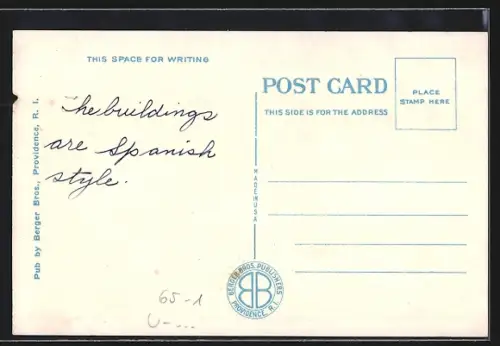 THIS SPACE FOR WRITING
The buildings
are Spanish
style.
Pub by Berger Bros., Providence, R. I.
65-1
MADE IN USA
POST CARD
THIS SIDE IS FOR THE ADDRESS
PLACE
STAMP HERE
BERGER BROS. PUBLISHERS
BB
PROVIDENCE, R.I.